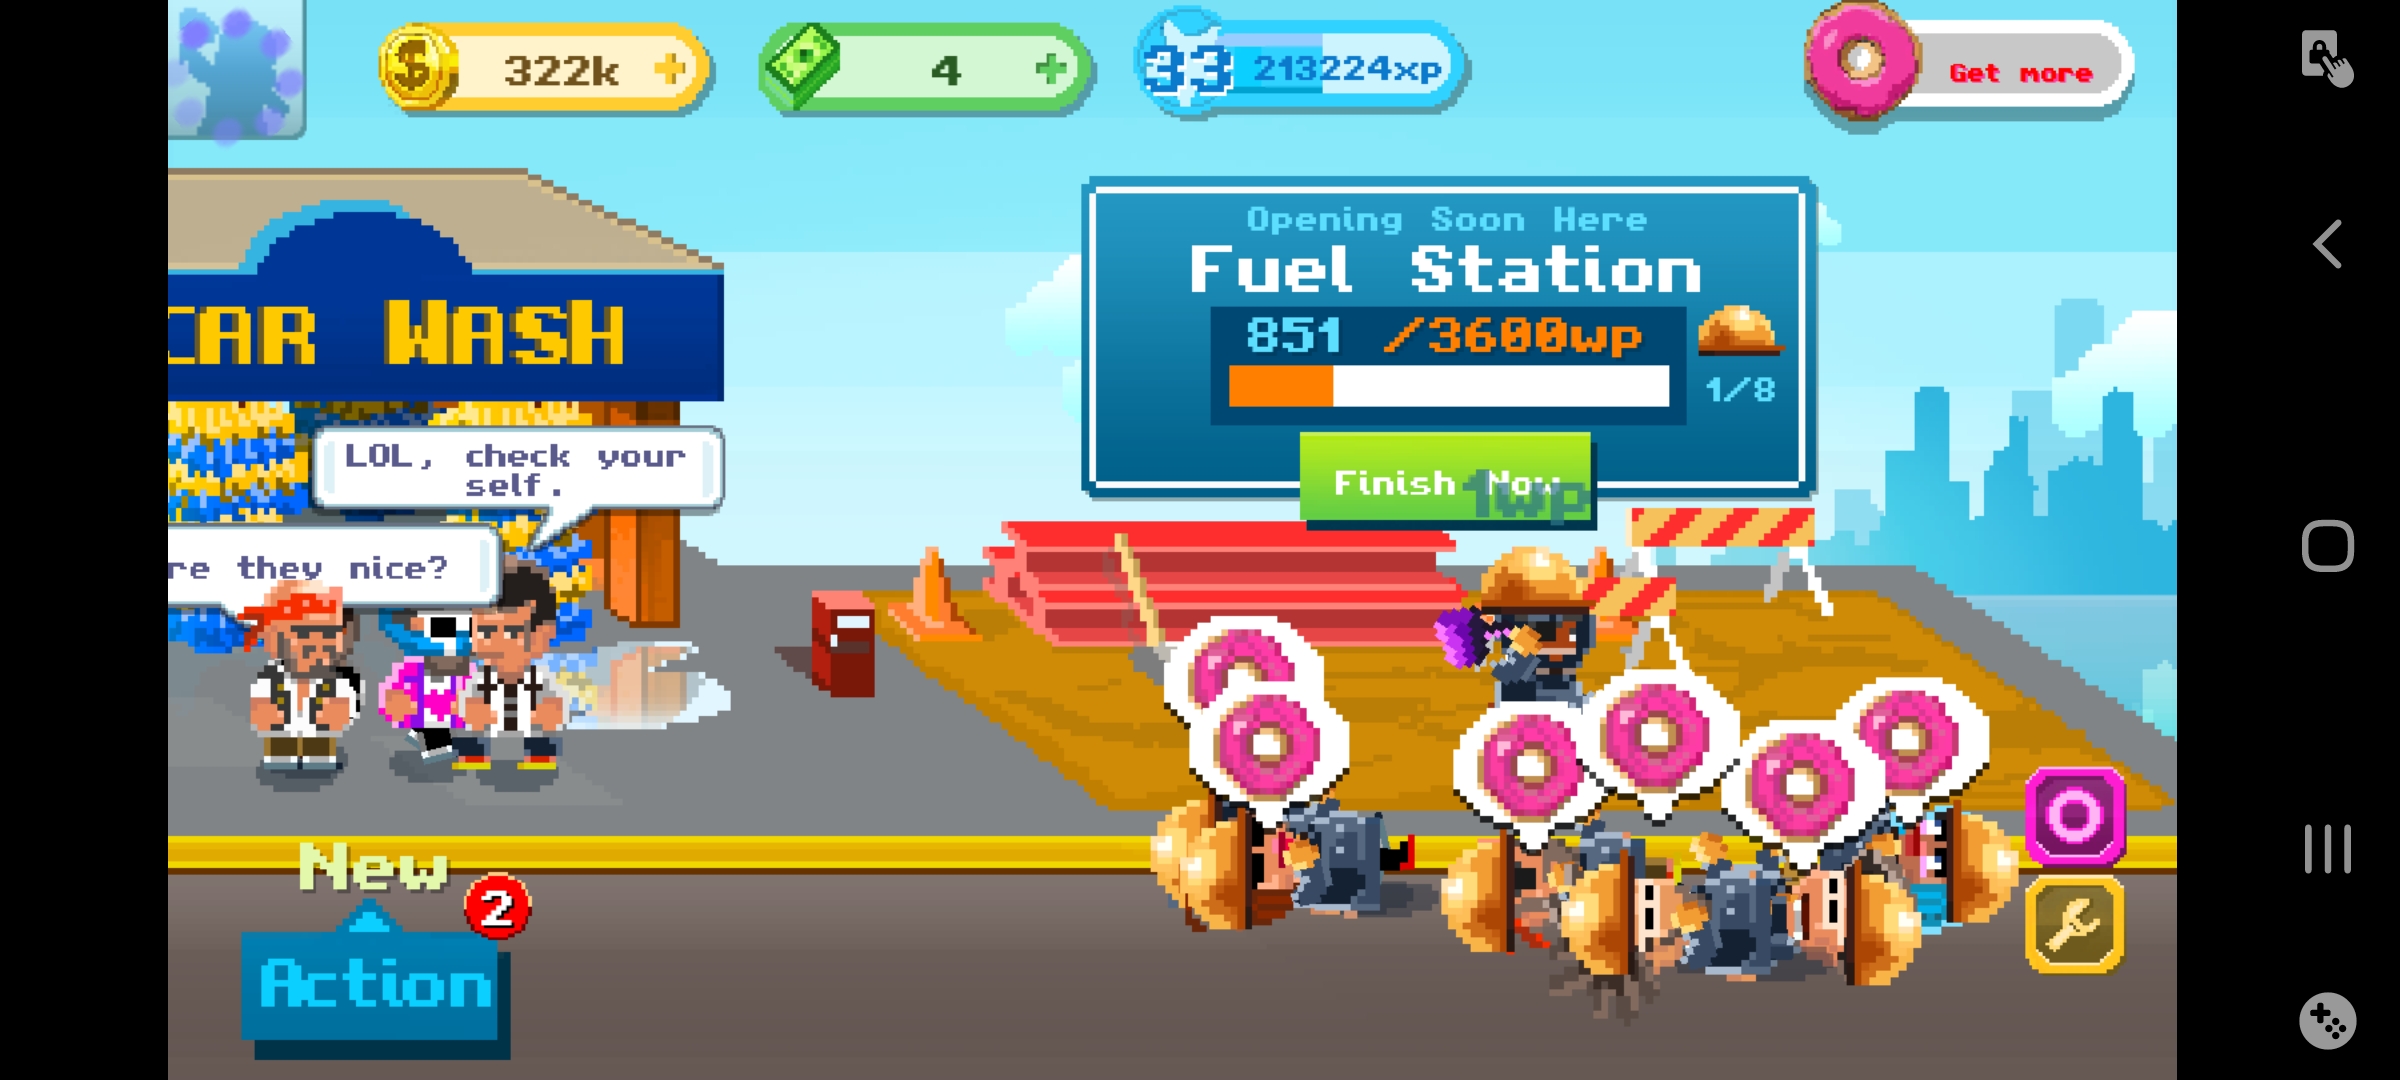 322k
4
33
213224xp
Get more
Opening Soon Here
Fuel Station
851 /3600wp
1/8
Finish Now
1wp
CAR WASH
LOL, check your
self.
re they nice?
New
2
Action